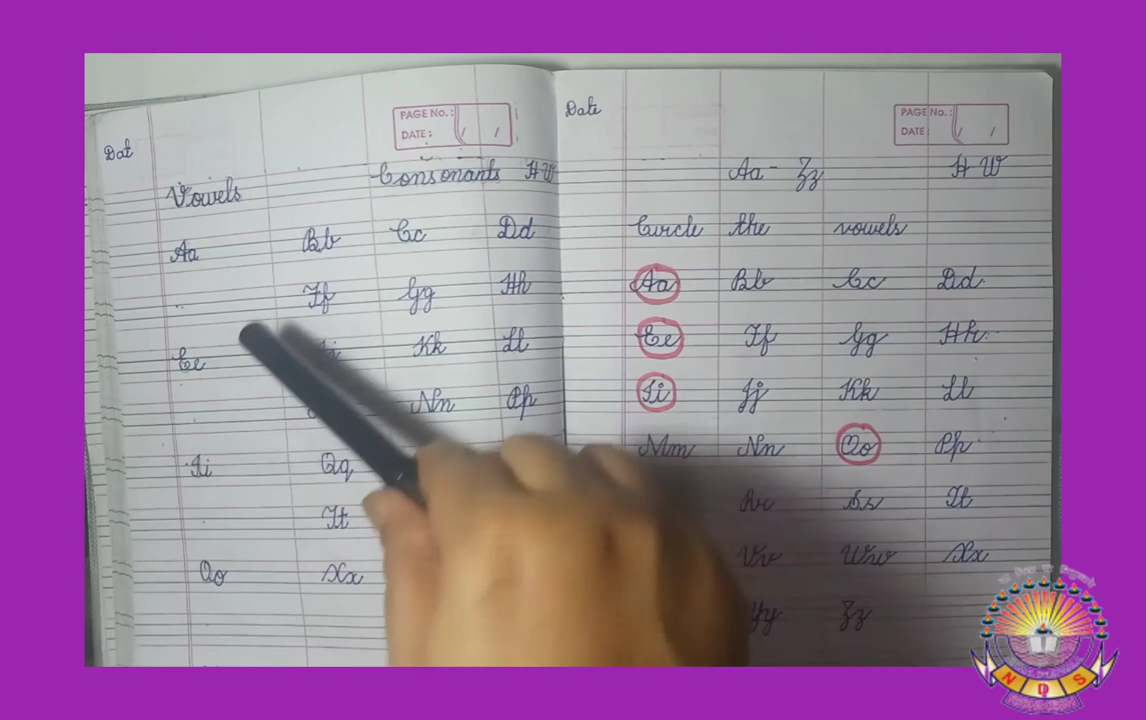 PAGE No. :
DATE : / /
Dat
Vowels Consonants H W
Aa Bb Cc Dd
Ff Gg Hh
Ee Kk Ll
Nn Pp
Ii Qq
Tt
Oo Xx
Date
PAGE No. :
DATE : / /
Aa - Zz H W
Circle the vowels
Aa Bb Cc Dd
Ee Ff Gg Hh
Ii Jj Kk Ll
Mm Nn Oo Pp
Rr Ss Tt
Vv Ww Xx
Yy Zz
N D S